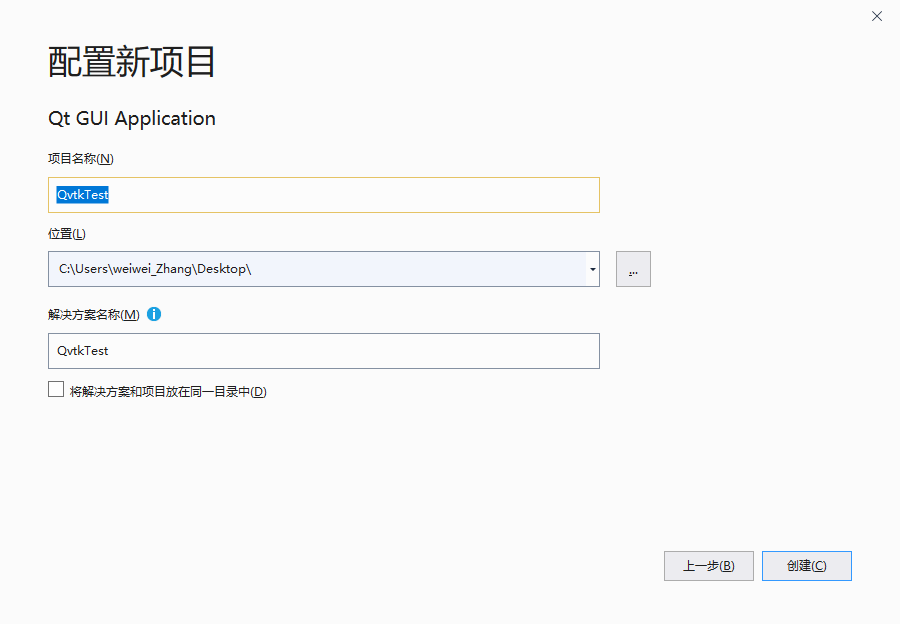 配置新项目
Qt GUI Application
项目名称(N)
QvtkTest
位置(L)
C:\Users\weiwei_Zhang\Desktop\
...
解决方案名称(M)
QvtkTest
将解决方案和项目放在同一目录中(D)
上一步(B) 创建(C)